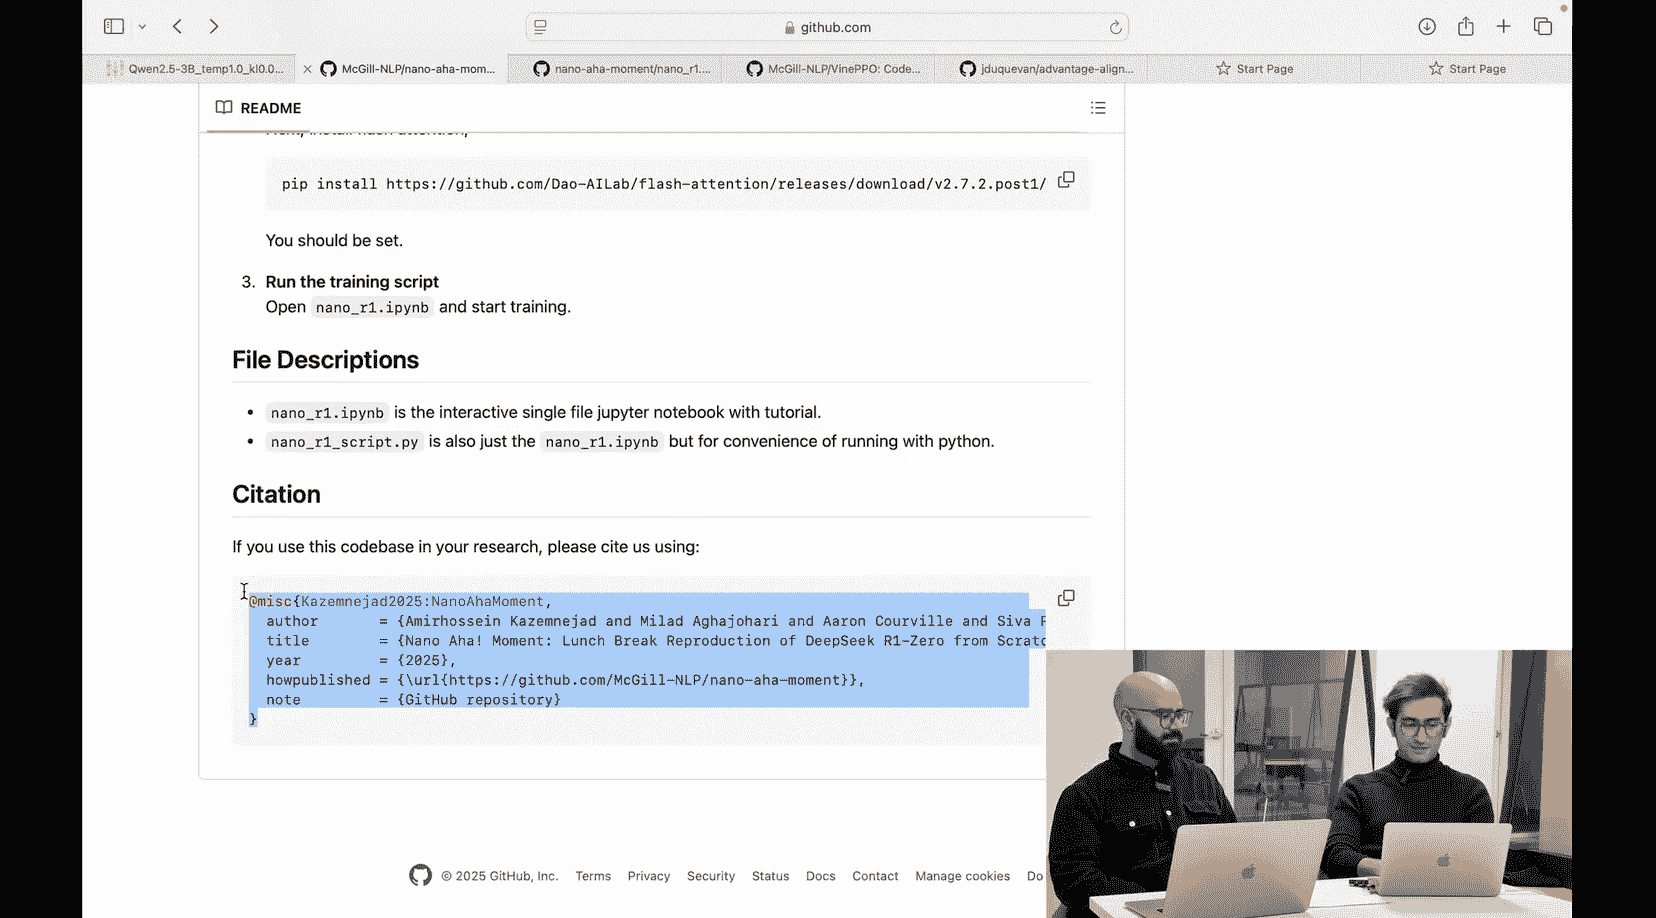 github.com
Qwen2.5-3B_temp1.0_kl0.0...
McGill-NLP/nano-aha-mom...
nano-aha-moment/nano_r1....
McGill-NLP/VinePPO: Code...
jduquevan/advantage-align...
Start Page
Start Page
README
pip install https://github.com/Dao-AILab/flash-attention/releases/download/v2.7.2.post1/
You should be set.
3. Run the training script
Open nano_r1.ipynb and start training.
File Descriptions
• nano_r1.ipynb is the interactive single file jupyter notebook with tutorial.
• nano_r1_script.py is also just the nano_r1.ipynb but for convenience of running with python.
Citation
If you use this codebase in your research, please cite us using:
@misc{Kazemnejad2025:NanoAhaMoment,
author = {Amirhossein Kazemnejad and Milad Aghajohari and Aaron Courville and Siva
title = {Nano Aha! Moment: Lunch Break Reproduction of DeepSeek R1-Zero from Scratc
year = {2025},
howpublished = {\url{https://github.com/McGill-NLP/nano-aha-moment}},
note = {GitHub repository}
}
© 2025 GitHub, Inc. Terms Privacy Security Status Docs Contact Manage cookies Do